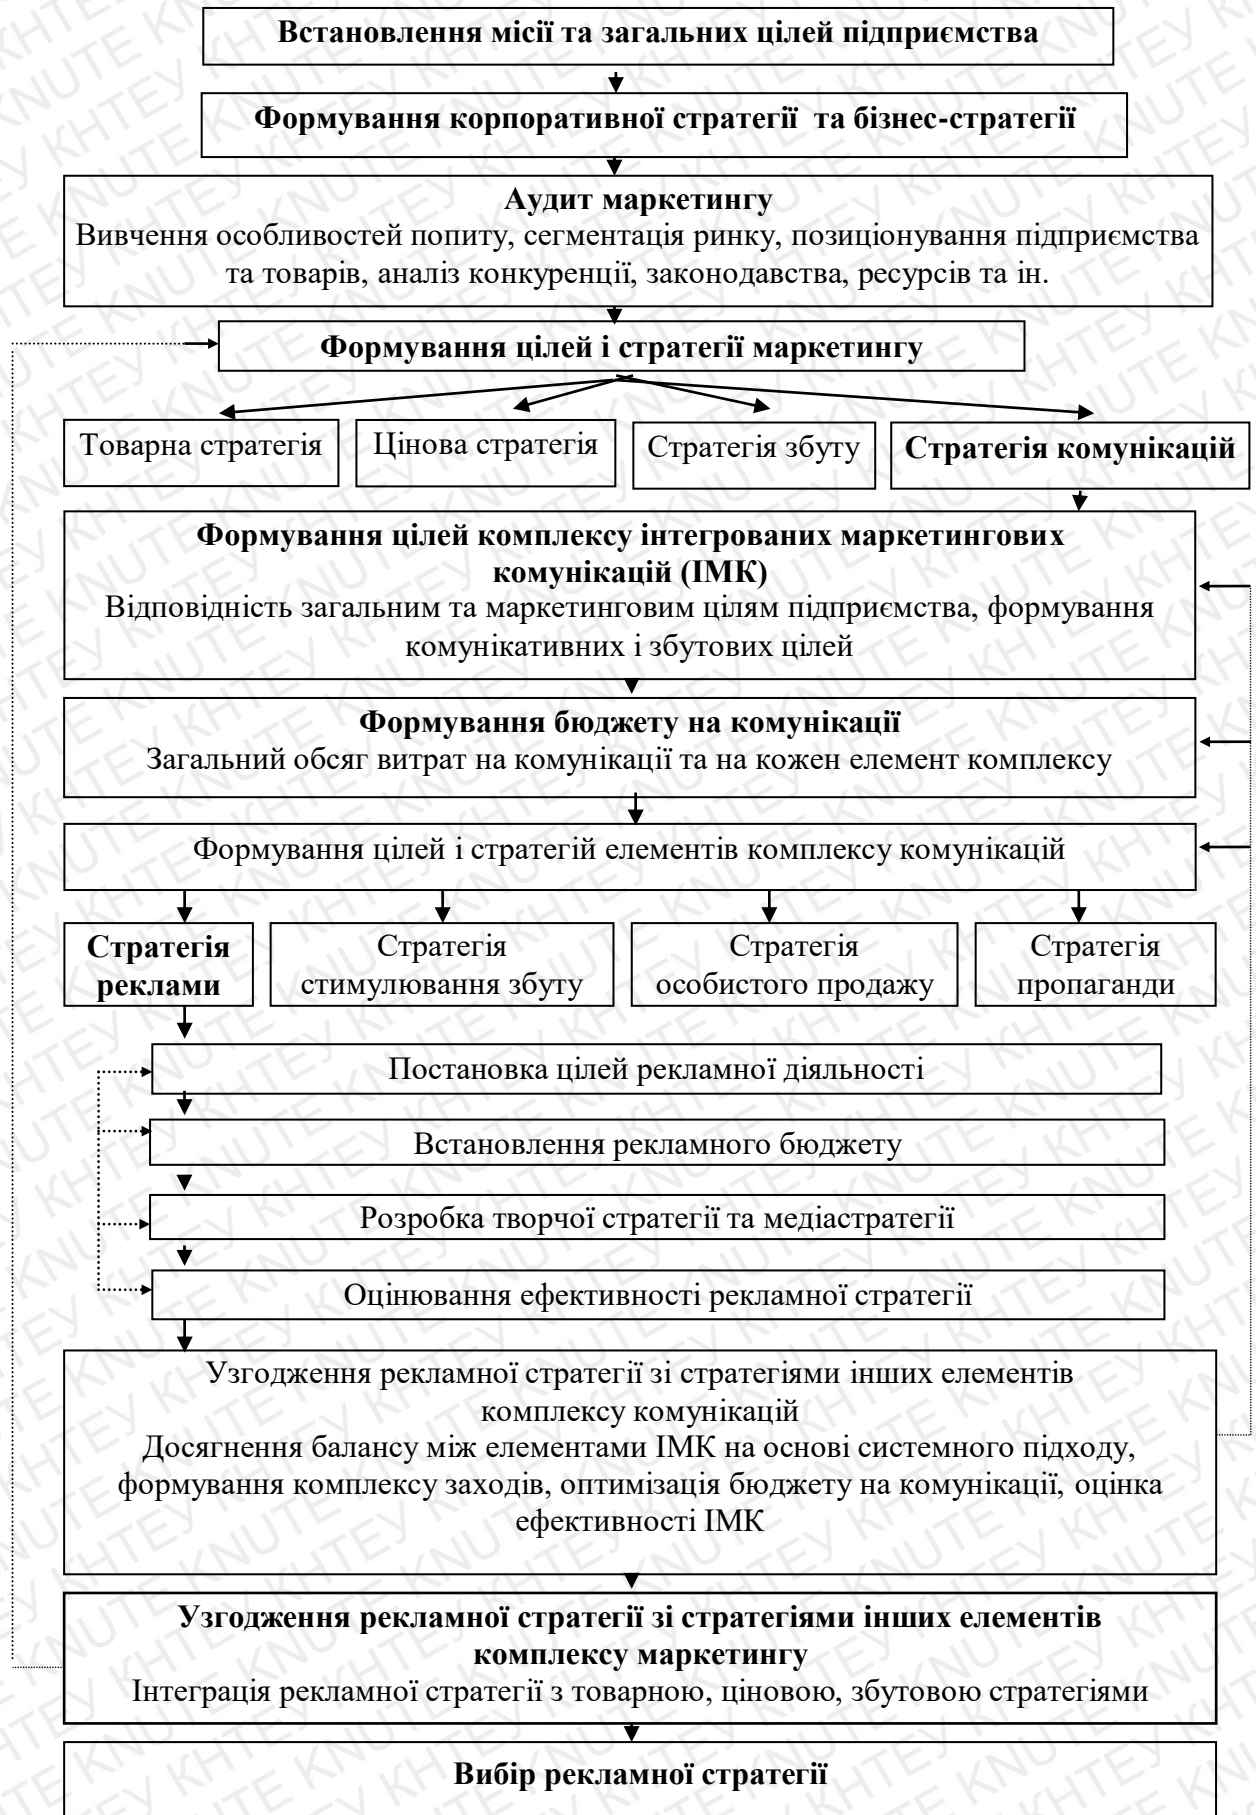 Встановлення місії та загальних цілей підприємства
Формування корпоративної стратегії та бізнес-стратегії
Аудит маркетингу
Вивчення особливостей попиту, сегментація ринку, позиціонування підприємства
та товарів, аналіз конкуренції, законодавства, ресурсів та ін.
Формування цілей і стратегії маркетингу
Товарна стратегія
Цінова стратегія
Стратегія збуту
Стратегія комунікацій
Формування цілей комплексу інтегрованих маркетингових
комунікацій (ІМК)
Відповідність загальним та маркетинговим цілям підприємства, формування
комунікативних і збутових цілей
Формування бюджету на комунікації
Загальний обсяг витрат на комунікації та на кожен елемент комплексу
Формування цілей і стратегій елементів комплексу комунікацій
Стратегія
реклами
Стратегія
стимулювання збуту
Стратегія
особистого продажу
Стратегія
пропаганди
Постановка цілей рекламної діяльності
Встановлення рекламного бюджету
Розробка творчої стратегії та медіастратегії
Оцінювання ефективності рекламної стратегії
Узгодження рекламної стратегії зі стратегіями інших елементів
комплексу комунікацій
Досягнення балансу між елементами ІМК на основі системного підходу,
формування комплексу заходів, оптимізація бюджету на комунікації, оцінка
ефективності ІМК
Узгодження рекламної стратегії зі стратегіями інших елементів
комплексу маркетингу
Інтеграція рекламної стратегії з товарною, ціновою, збутовою стратегіями
Вибір рекламної стратегії